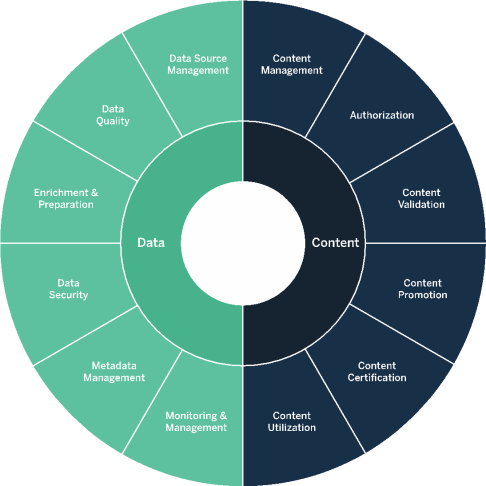 Data Source
Management
Content
Management
Data
Quality
Authorization
Enrichment &
Preparation
Content
Validation
Data
Content
Data
Security
Content
Promotion
Metadata
Management
Content
Certification
Monitoring &
Management
Content
Utilization